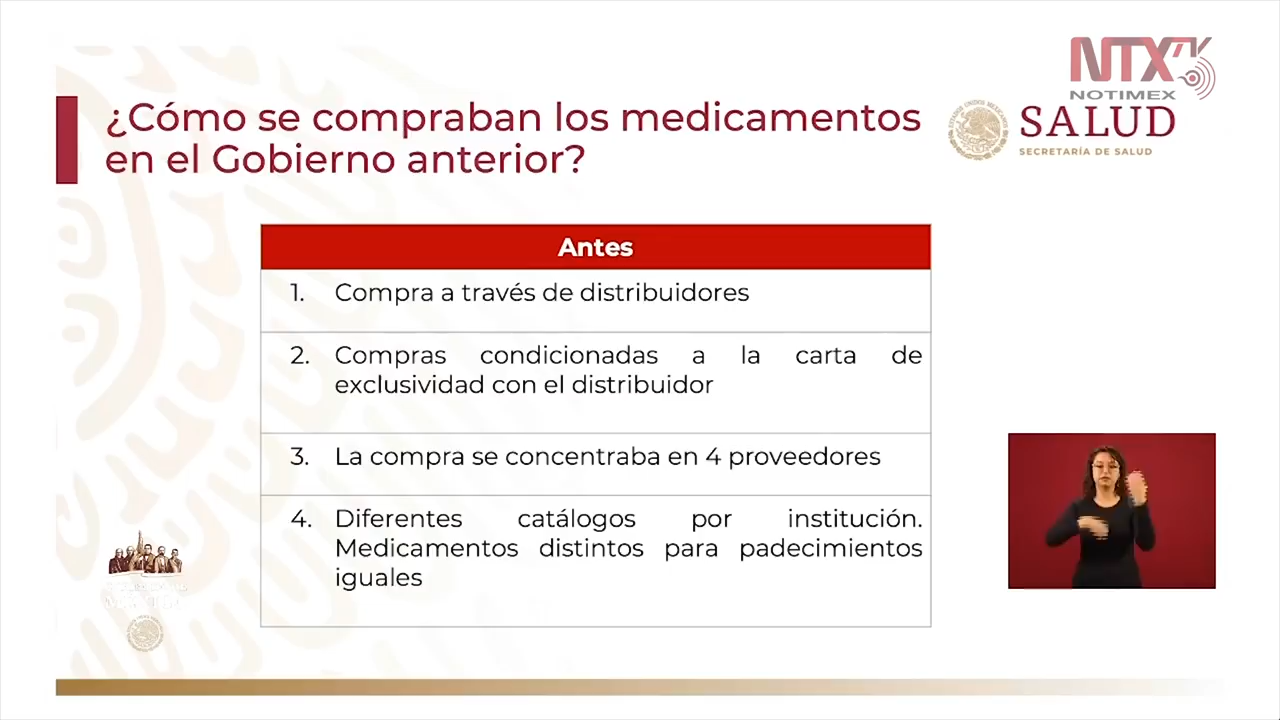 NTX
NOTIMEX
¿Cómo se compraban los medicamentos
en el Gobierno anterior?
SALUD
SECRETARÍA DE SALUD
Antes
1. Compra a través de distribuidores
2. Compras condicionadas a la carta de
exclusividad con el distribuidor
3. La compra se concentraba en 4 proveedores
4. Diferentes catálogos por institución.
Medicamentos distintos para padecimientos
iguales